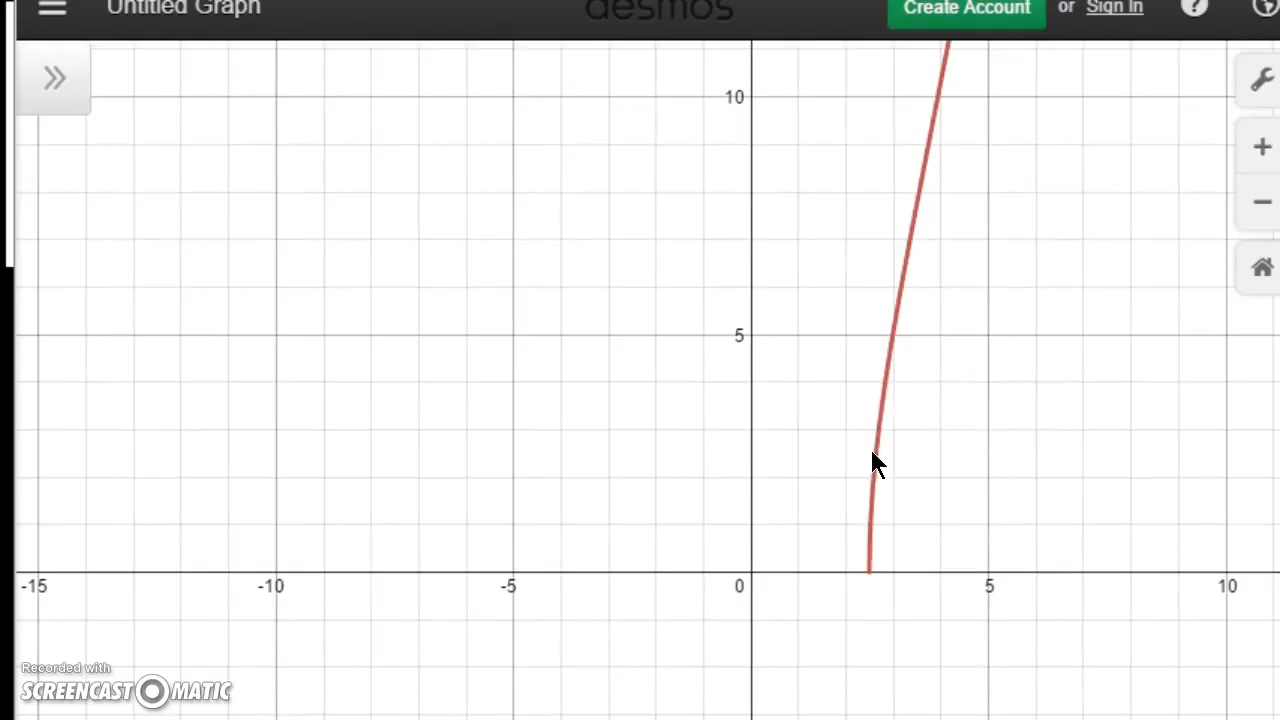 Untitled Graph
desmos
Create Account or Sign In ?
10
5
-15 -10 -5 0 5 10
Recorded with
SCREENCAST-O-MATIC